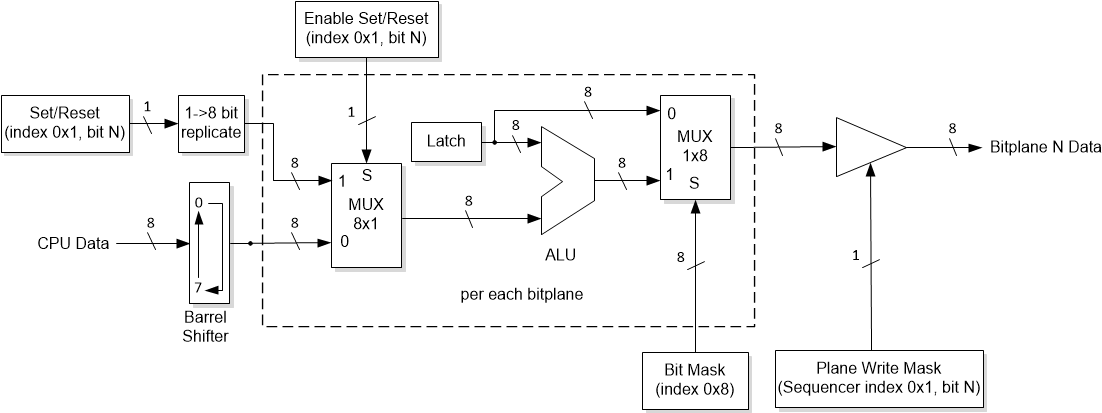 Enable Set/Reset
(index 0x1, bit N)
Set/Reset
(index 0x1, bit N)
1
1->8 bit
replicate
1
8
8
8
Latch
8
0
MUX
1x8
1
S
8
8
Bitplane N Data
S
1
MUX
8x1
0
8
8
ALU
CPU Data
8
0
7
Barrel
Shifter
per each bitplane
8
1
Bit Mask
(index 0x8)
Plane Write Mask
(Sequencer index 0x1, bit N)